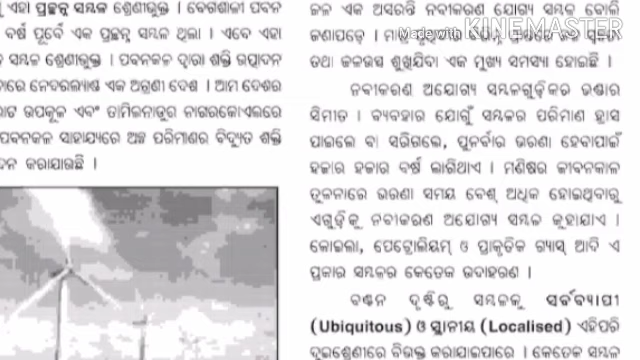 ଏହା ପ୍ରଚ୍ଛନ୍ନ ସମ୍ବଳ ଶ୍ରେଣୀଭୁକ୍ତ । ବେଗଶାଳୀ ପବନ
ବର୍ଷ ପୂର୍ବେ ଏକ ପ୍ରଚ୍ଛନ୍ନ ସମ୍ବଳ ଥିଲା । ଏବେ ଏହା
ସମ୍ବଳ ଶ୍ରେଣୀଭୁକ୍ତ । ପବନକଳ ଦ୍ୱାରା ଶକ୍ତି ଉତ୍ପାଦନ
ନେଦରଲ୍ୟାଣ୍ଡ ଏକ ଅଗ୍ରଣୀ ଦେଶ । ଆମ ଦେଶର
ଉପକୂଳ ଏବଂ ତାମିଲନାଡୁର ନାଗରକୋଏଲରେ
ପବନକଳ ସାହାଯ୍ୟରେ ଅଳ୍ପ ପରିମାଣର ବିଦ୍ୟୁତ ଶକ୍ତି
କରାଯାଉଛି ।
ଜଳ ଏକ ଅସରନ୍ତି ନବୀକରଣ ଯୋଗ୍ୟ ସମ୍ବଳ ବୋଲି
ଜଣାପଡ଼େ ।
ତଥା ଜଳଉତ୍ସ ଶୁଖିଯିବା ଏକ ମୁଖ୍ୟ ସମସ୍ୟା ହୋଇଛି ।
ନବୀକରଣ ଅଯୋଗ୍ୟ ସମ୍ବଳଗୁଡ଼ିକର ଭଣ୍ଡାର
ସିମୀତ । ବ୍ୟବହାର ଯୋଗୁଁ ସମ୍ବଳର ପରିମାଣ ହ୍ରାସ
ପାଇଲେ ବା ସରିଗଲେ, ପୁନର୍ବାର ଭରଣା ହେବାପାଇଁ
ହଜାର ହଜାର ବର୍ଷ ଲାଗିଥାଏ । ମଣିଷର ଜୀବନକାଳ
ତୁଳନାରେ ଭରଣା ସମୟ ବେଶ୍ ଅଧିକ ହୋଇଥିବାରୁ
ଏଗୁଡ଼ିକୁ ନବୀକରଣ ଅଯୋଗ୍ୟ ସମ୍ବଳ କୁହାଯାଏ ।
କୋଇଲା, ପେଟ୍ରୋଲିୟମ୍ ଓ ପ୍ରାକୃତିକ ଗ୍ୟାସ୍ ଆଦି ଏ
ପ୍ରକାର ସମ୍ବଳର କେତେକ ଉଦାହରଣ ।
ବଣ୍ଟନ ଦୃଷ୍ଟିରୁ ସମ୍ବଳକୁ ସର୍ବବ୍ୟାପୀ
(Ubiquitous) ଓ ସ୍ଥାନୀୟ (Localised) ଏହିପରି
ଦୁଇଶ୍ରେଣୀରେ ବିଭକ୍ତ କରାଯାଇପାରେ । କେତେକ ସମ୍ବଳ
Made with KINEMASTER